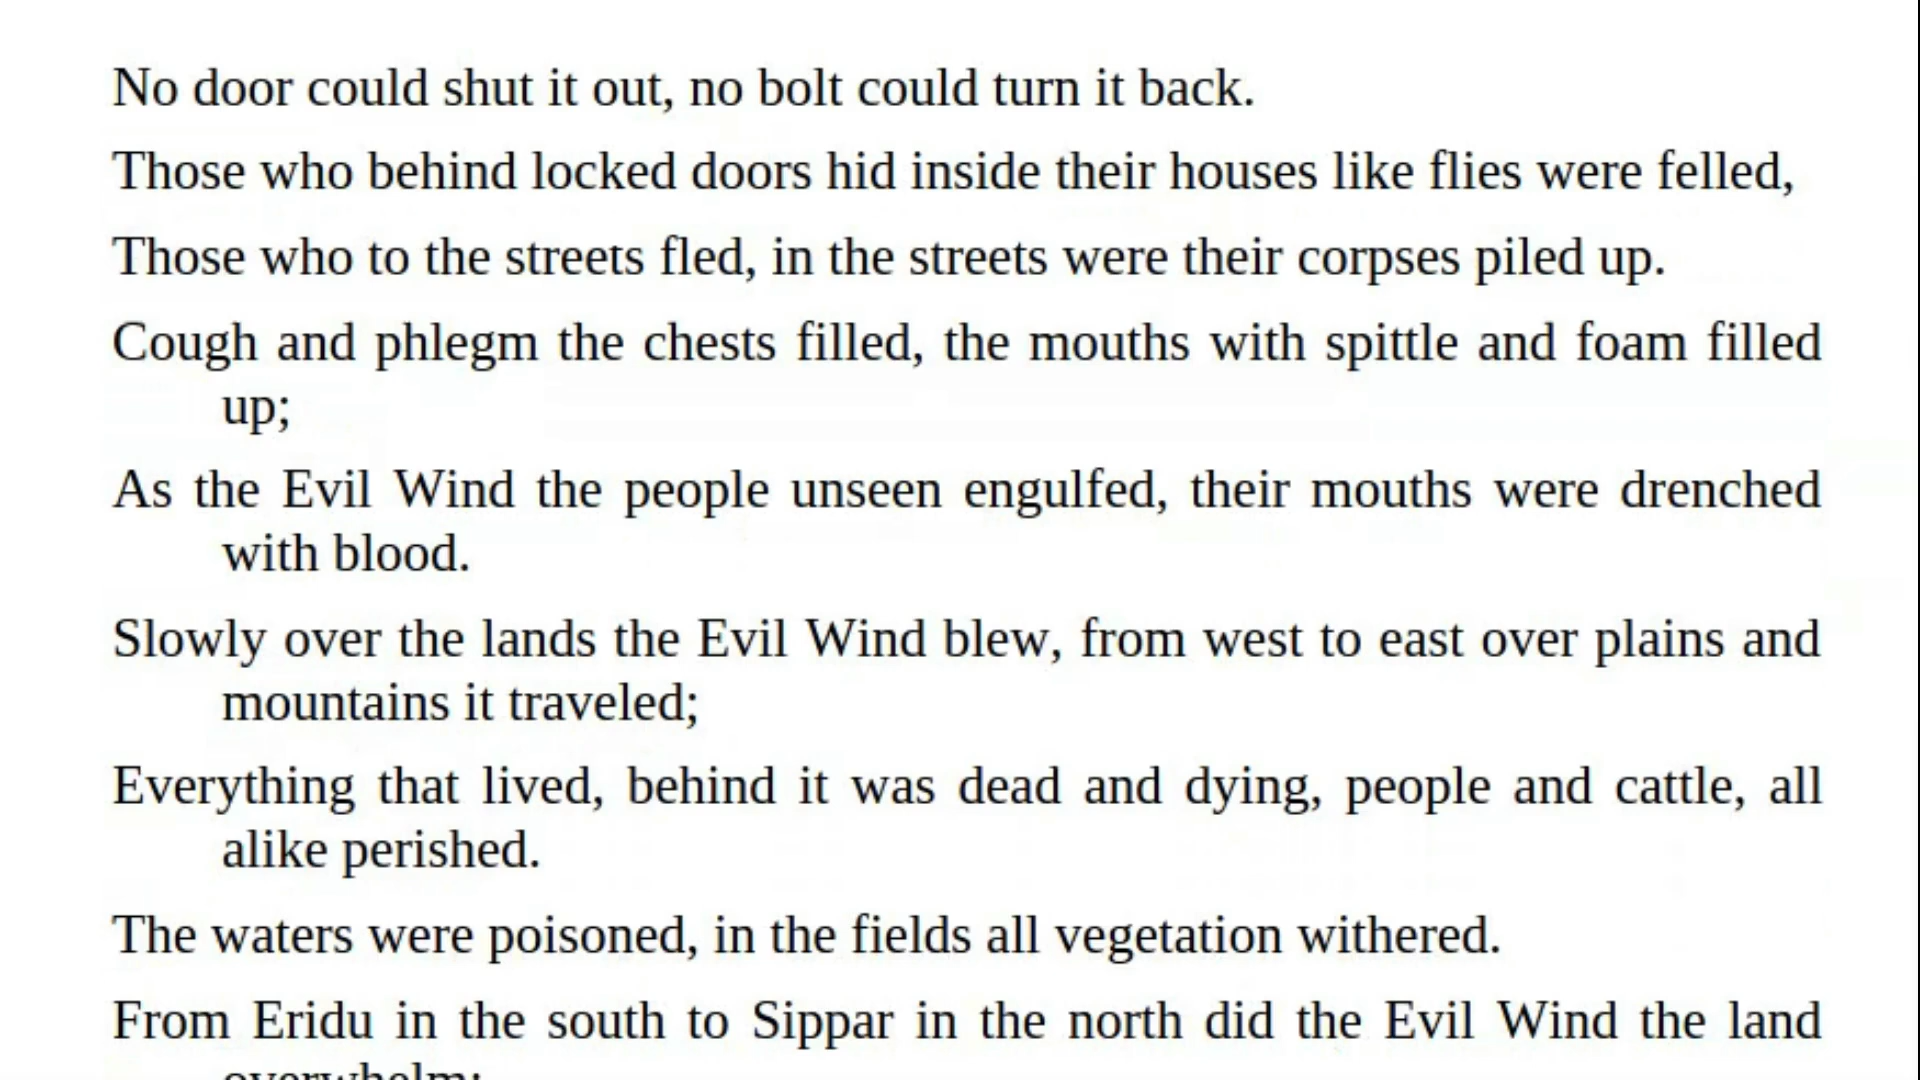 No door could shut it out, no bolt could turn it back.
Those who behind locked doors hid inside their houses like flies were felled,
Those who to the streets fled, in the streets were their corpses piled up.
Cough and phlegm the chests filled, the mouths with spittle and foam filled
up;
As the Evil Wind the people unseen engulfed, their mouths were drenched
with blood.
Slowly over the lands the Evil Wind blew, from west to east over plains and
mountains it traveled;
Everything that lived, behind it was dead and dying, people and cattle, all
alike perished.
The waters were poisoned, in the fields all vegetation withered.
From Eridu in the south to Sippar in the north did the Evil Wind the land
overwhelm;